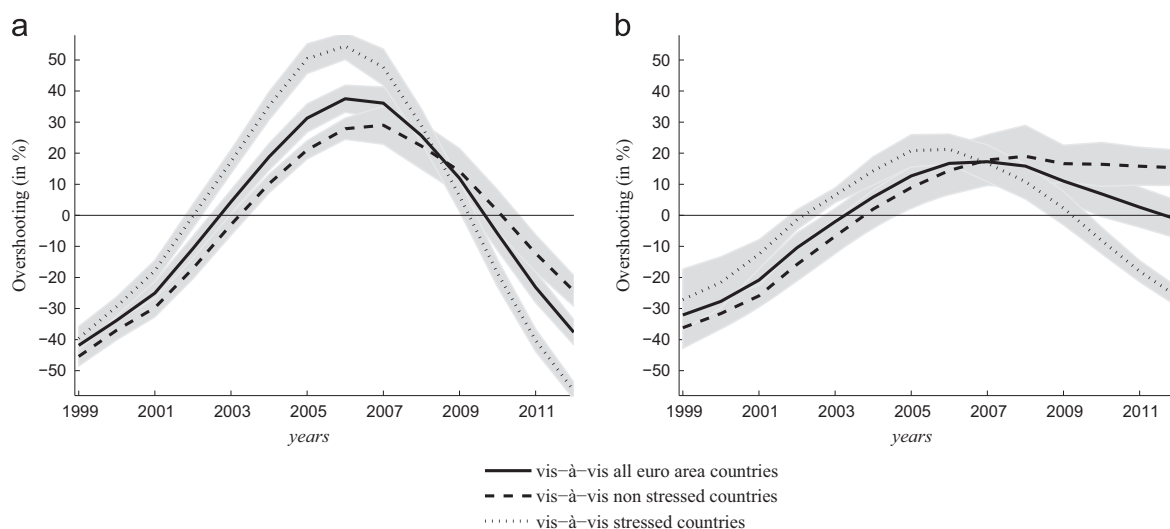 a
Overshooting (in %)
50
40
30
20
10
0
−10
−20
−30
−40
−50
1999 2001 2003 2005 2007 2009 2011
years
b
Overshooting (in %)
50
40
30
20
10
0
−10
−20
−30
−40
−50
1999 2001 2003 2005 2007 2009 2011
years
vis−à−vis all euro area countries
vis−à−vis non stressed countries
vis−à−vis stressed countries